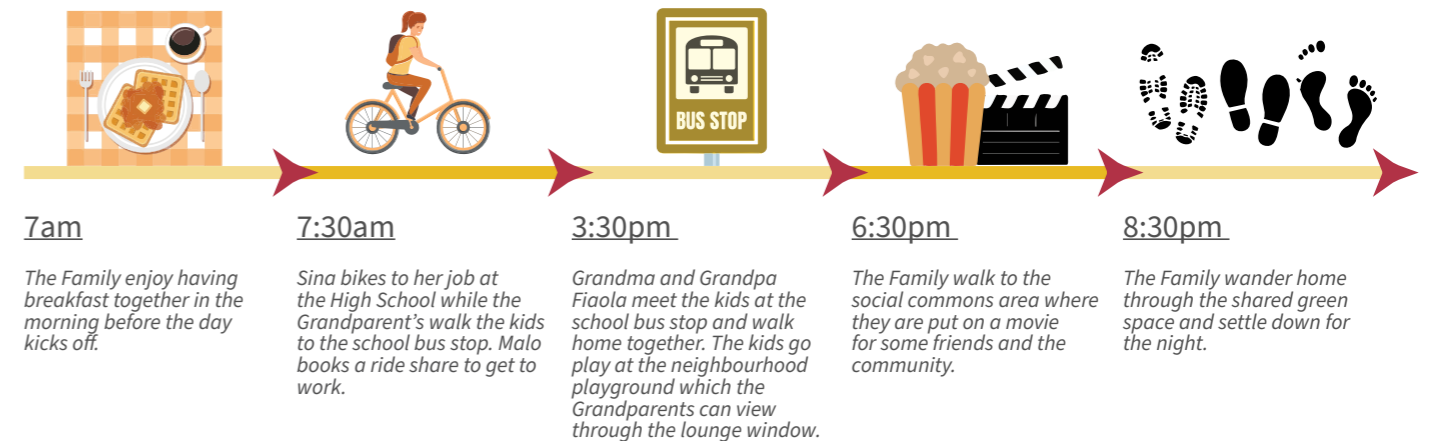 BUS STOP
7am
The Family enjoy having
breakfast together in the
morning before the day
kicks off.
7:30am
Sina bikes to her job at
the High School while the
Grandparent's walk the kids
to the school bus stop. Malo
books a ride share to get to
work.
3:30pm
Grandma and Grandpa
Fiaola meet the kids at the
school bus stop and walk
home together. The kids go
play at the neighbourhood
playground which the
Grandparents can view
through the lounge window.
6:30pm
The Family walk to the
social commons area where
they are put on a movie
for some friends and the
community.
8:30pm
The Family wander home
through the shared green
space and settle down for
the night.